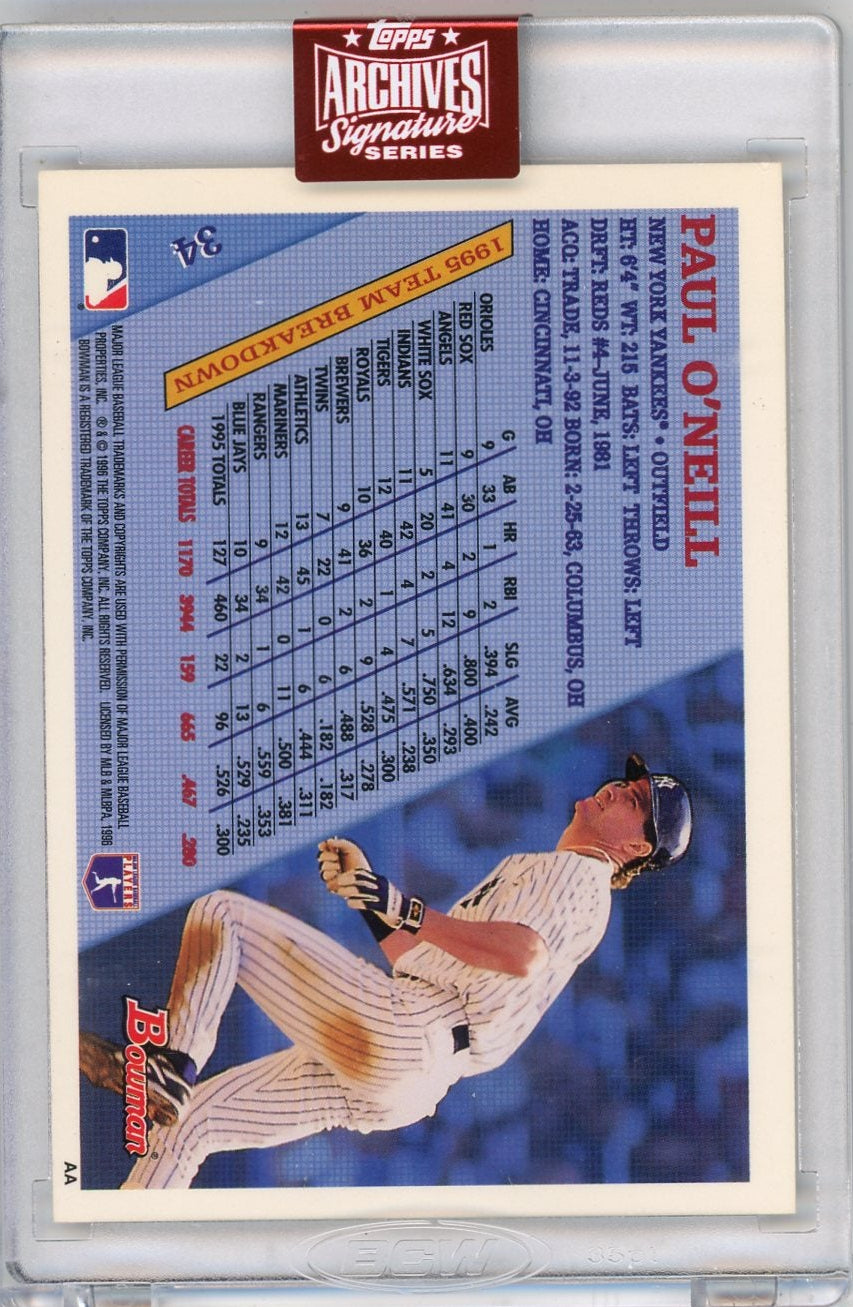 Topps
ARCHIVES
Signature
SERIES
PAUL O'NEILL
NEW YORK YANKEES® • OUTFIELD
HT: 6'4" WT: 215 BATS: LEFT THROWS: LEFT
DRFT: REDS #4-JUNE, 1981
ACQ: TRADE, 11-3-92 BORN: 2-25-63, COLUMBUS, OH
HOME: CINCINNATI, OH
34
1995 TEAM BREAKDOWN
G AB HR RBI SLG AVG
ORIOLES 9 33 1 2 .394 .242
RED SOX 9 30 2 9 .800 .400
ANGELS 11 41 4 12 .634 .293
WHITE SOX 5 20 2 5 .750 .350
INDIANS 11 42 4 7 .571 .238
TIGERS 12 40 1 4 .475 .300
ROYALS 10 36 2 9 .528 .278
BREWERS 9 41 2 6 .488 .317
TWINS 7 22 0 6 .182 .182
ATHLETICS 13 45 1 6 .444 .311
MARINERS 12 42 0 11 .500 .381
RANGERS 9 34 1 6 .559 .353
BLUE JAYS 10 34 2 13 .529 .235
1995 TOTALS 127 460 22 96 .526 .300
CAREER TOTALS 1170 3944 159 665 .467 .280
MAJOR LEAGUE BASEBALL TRADEMARKS AND COPYRIGHTS ARE USED WITH PERMISSION OF MAJOR LEAGUE BASEBALL
PROPERTIES, INC. ® & © 1996 THE TOPPS COMPANY, INC. ALL RIGHTS RESERVED. LICENSED BY MLB & MLBPA, 1996
BOWMAN IS A REGISTERED TRADEMARK OF THE TOPPS COMPANY, INC.
PLAYERS
NY
Bowman®
AA
BCW
35pt